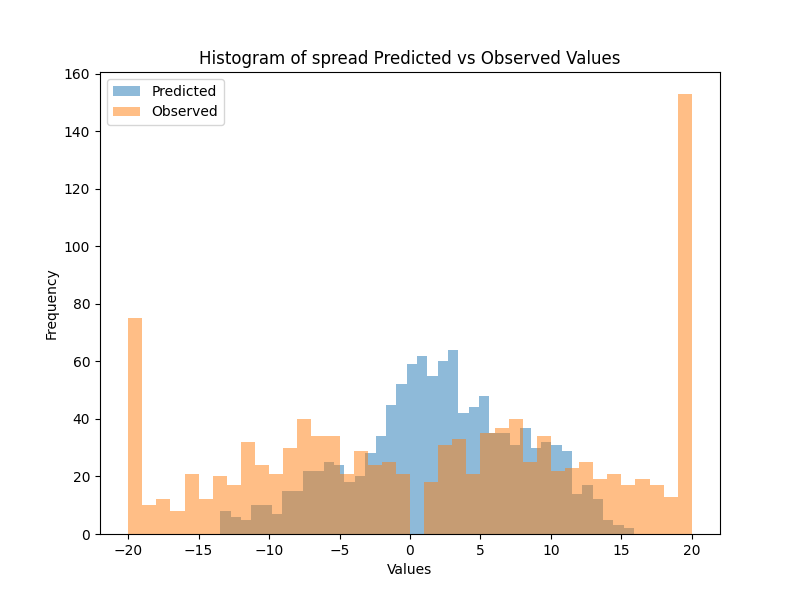 Histogram of spread Predicted vs Observed Values
160
140
120
100
80
60
40
20
0
Frequency
Predicted
Observed
−20 −15 −10 −5 0 5 10 15 20
Values